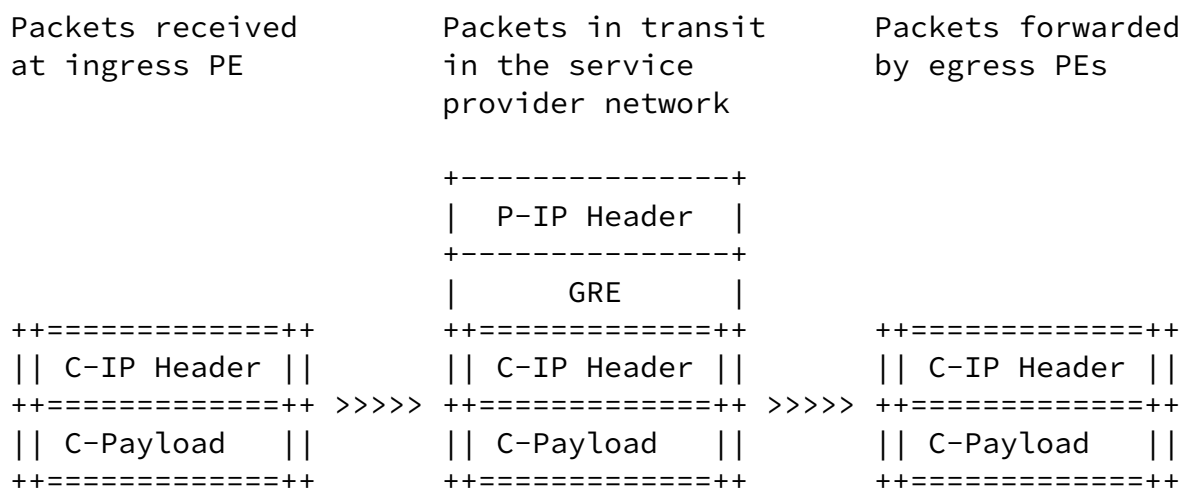 Packets received        Packets in transit      Packets forwarded
at ingress PE           in the service          by egress PEs
                        provider network

                        +---------------+
                        |  P-IP Header  |
                        +---------------+
                        |      GRE      |
++=============++       ++=============++       ++=============++
|| C-IP Header ||       || C-IP Header ||       || C-IP Header ||
++=============++ >>>>> ++=============++ >>>>> ++=============++
|| C-Payload   ||       || C-Payload   ||       || C-Payload   ||
++=============++       ++=============++       ++=============++